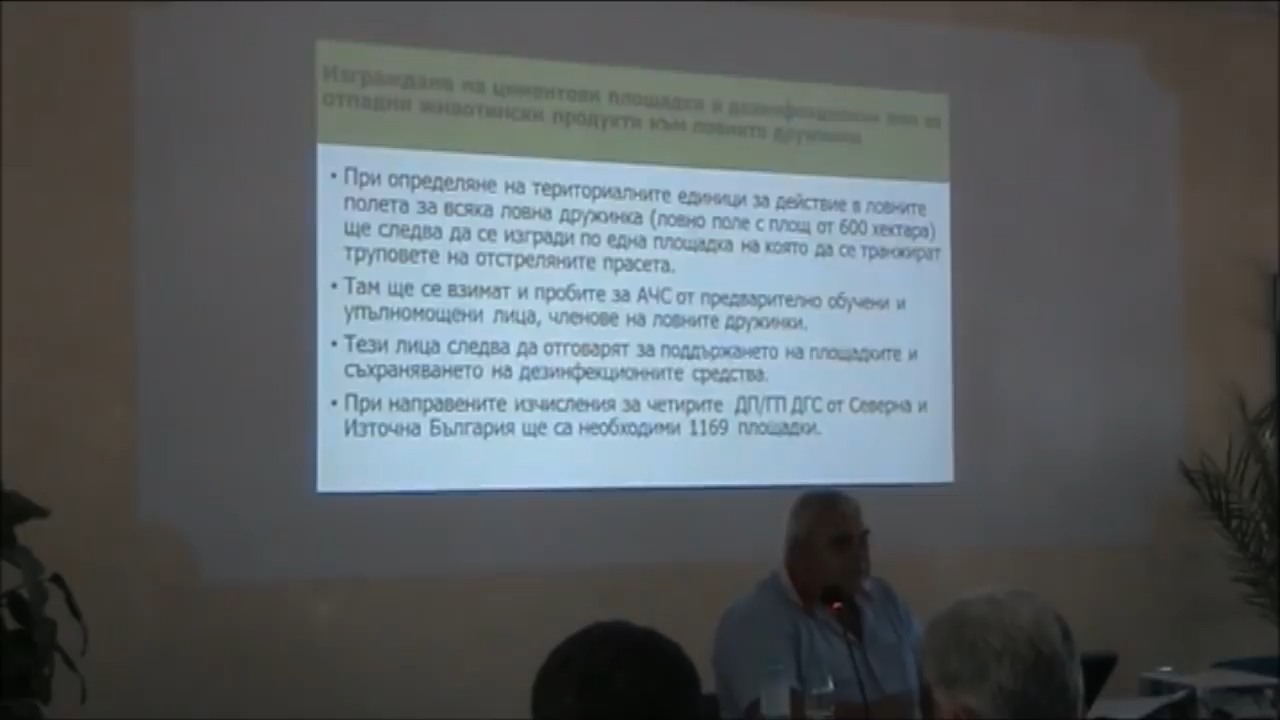 Изграждане на циментови площадки и дезинфекционни ями за
отпадни животински продукти към ловните дружинки
• При определяне на териториалните единици за действие в ловните
полета за всяка ловна дружинка (ловно поле с площ от 600 хектара)
ще следва да се изгради по една площадка на която да се транжират
труповете на отстреляните прасета.
• Там ще се взимат и пробите за АЧС от предварително обучени и
упълномощени лица, членове на ловните дружинки.
• Тези лица следва да отговарят за поддържането на площадките и
съхраняването на дезинфекционните средства.
• При направените изчисления за четирите ДП/ГП ДГС от Северна и
Източна България ще са необходими 1169 площадки.